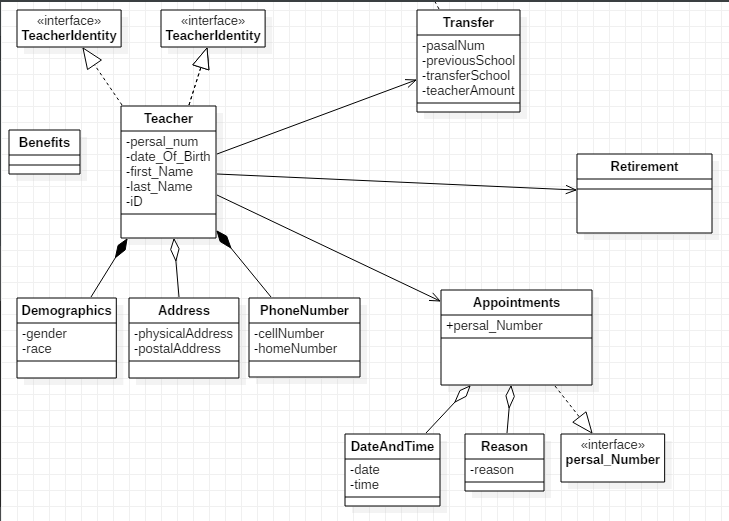 «interface»
TeacherIdentity
«interface»
TeacherIdentity
Transfer
-pasalNum
-previousSchool
-transferSchool
-teacherAmount
Teacher
-persal_num
-date_Of_Birth
-first_Name
-last_Name
-iD
Benefits
Retirement
Demographics
-gender
-race
Address
-physicalAddress
-postalAddress
PhoneNumber
-cellNumber
-homeNumber
Appointments
+persal_Number
DateAndTime
-date
-time
Reason
-reason
«interface»
persal_Number